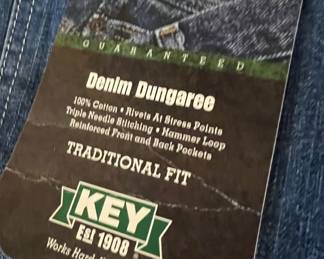 GUARANTEED
Denim Dungaree
100% Cotton • Rivets At Stress Points
Triple Needle Stitching • Hammer Loop
Reinforced Front and Back Pockets
TRADITIONAL FIT
KEY
Est 1908
Works Hard.